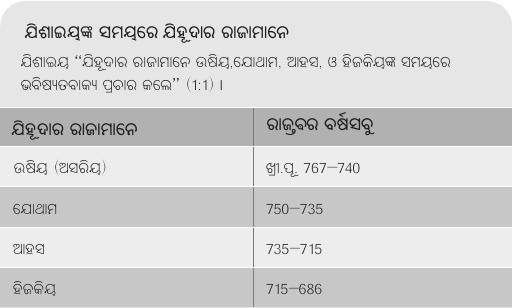 ଯିଶାଇୟଙ୍କ ସମୟରେ ଯିହୂଦାର ରାଜାମାନେ
ଯିଶାଇୟ “ଯିହୂଦାର ରାଜାମାନେ ଉଷିୟ,ଯୋଥାମ, ଆହସ, ଓ ହିଜକିୟଙ୍କ ସମୟରେ
ଭବିଷ୍ୟତବାକ୍ୟ ପ୍ରଚାର କଲେ” (1:1) ।
ଯିହୂଦାର ରାଜାମାନେ ରାଜତ୍ଵର ବର୍ଷସବୁ
ଉଷିୟ (ଅସରିୟ) ଖ୍ରୀ.ପୂ. 767–740
ଯୋଥାମ 750–735
ଆହସ 735–715
ହିଜକିୟ 715–686